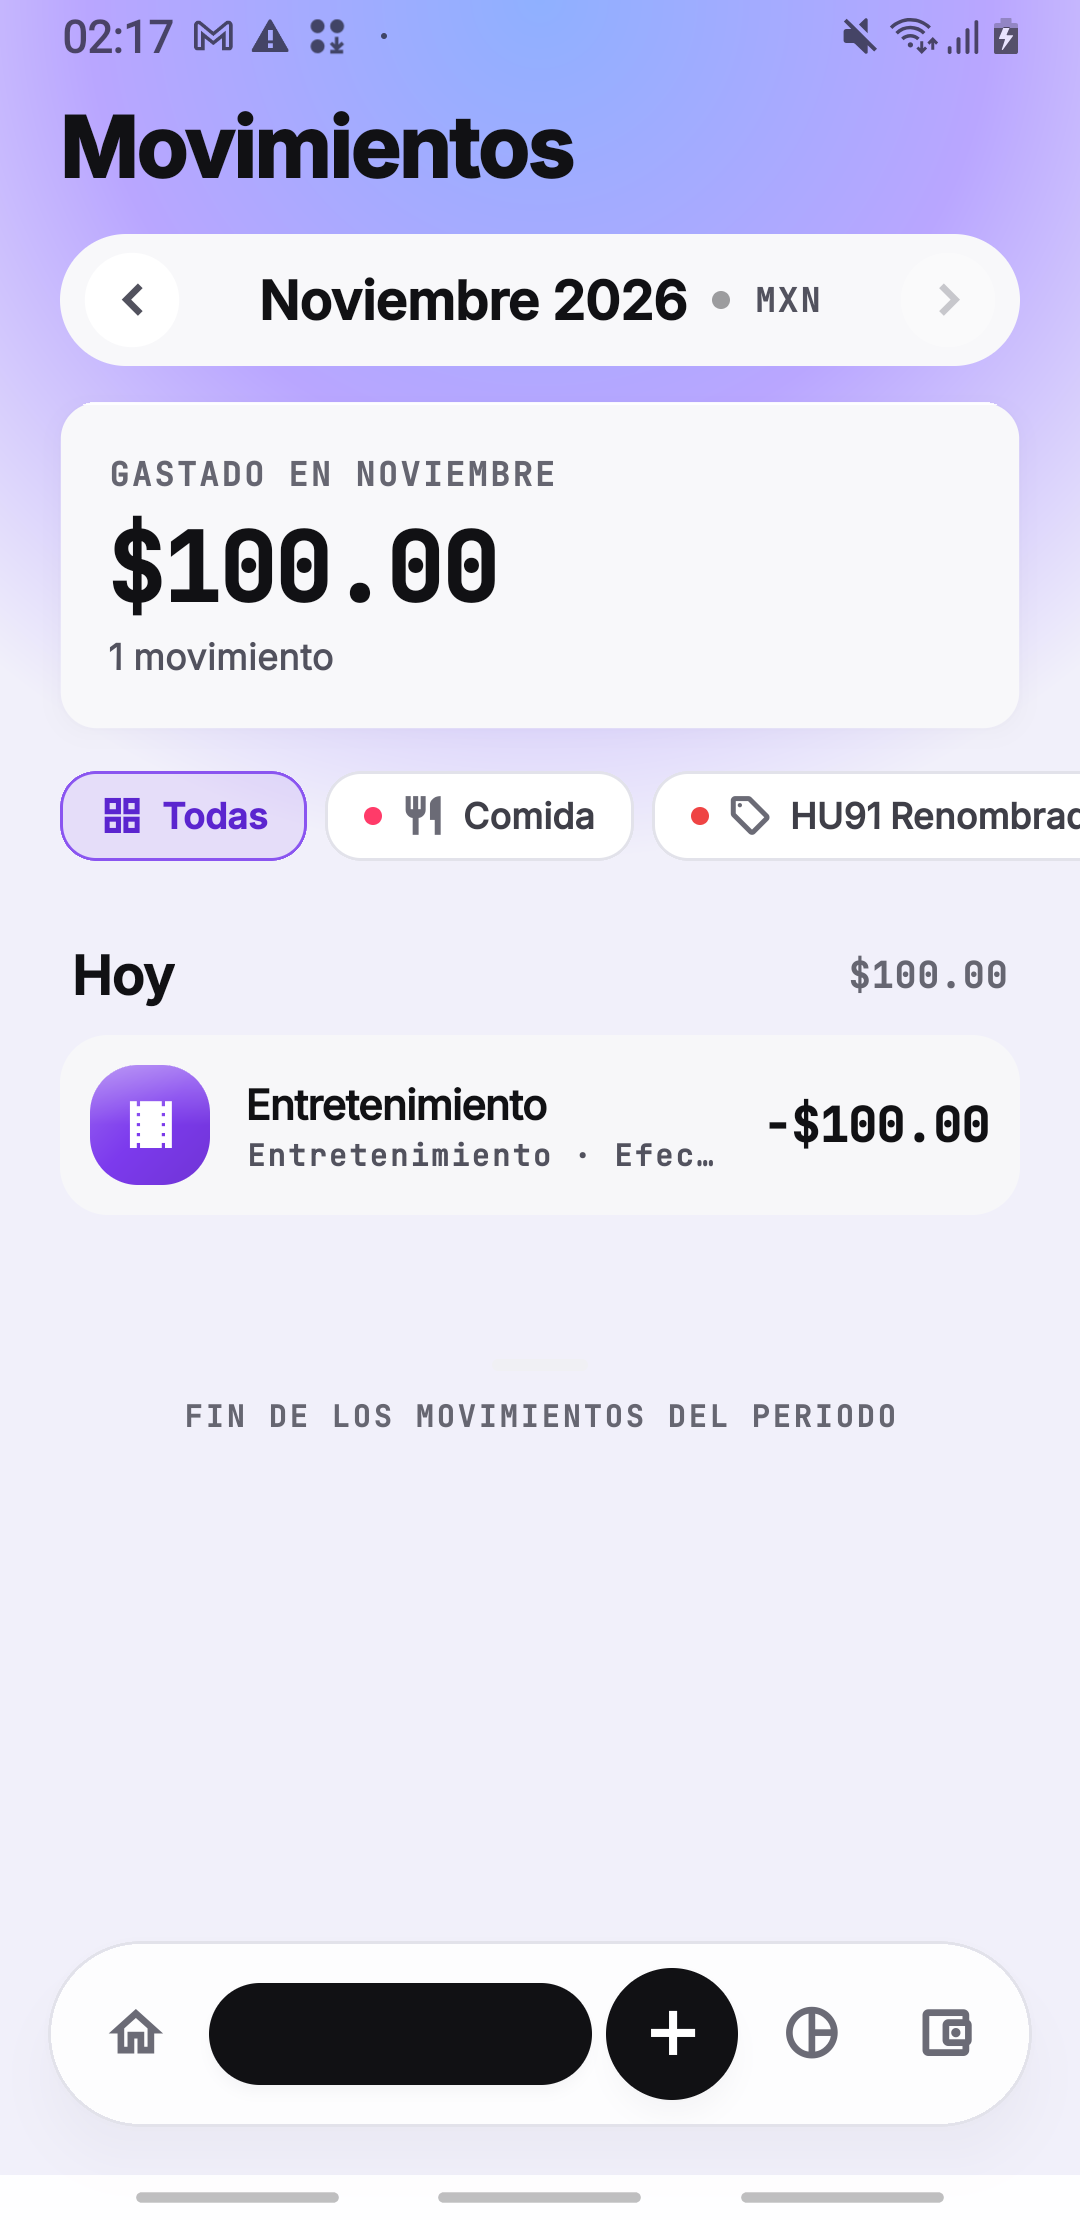 02:17
Movimientos
Noviembre 2026 • MXN
GASTADO EN NOVIEMBRE
$100.00
1 movimiento
Todas
Comida
HU91 Renombrad
Hoy
$100.00
Entretenimiento
-$100.00
Entretenimiento · Efec…
FIN DE LOS MOVIMIENTOS DEL PERIODO